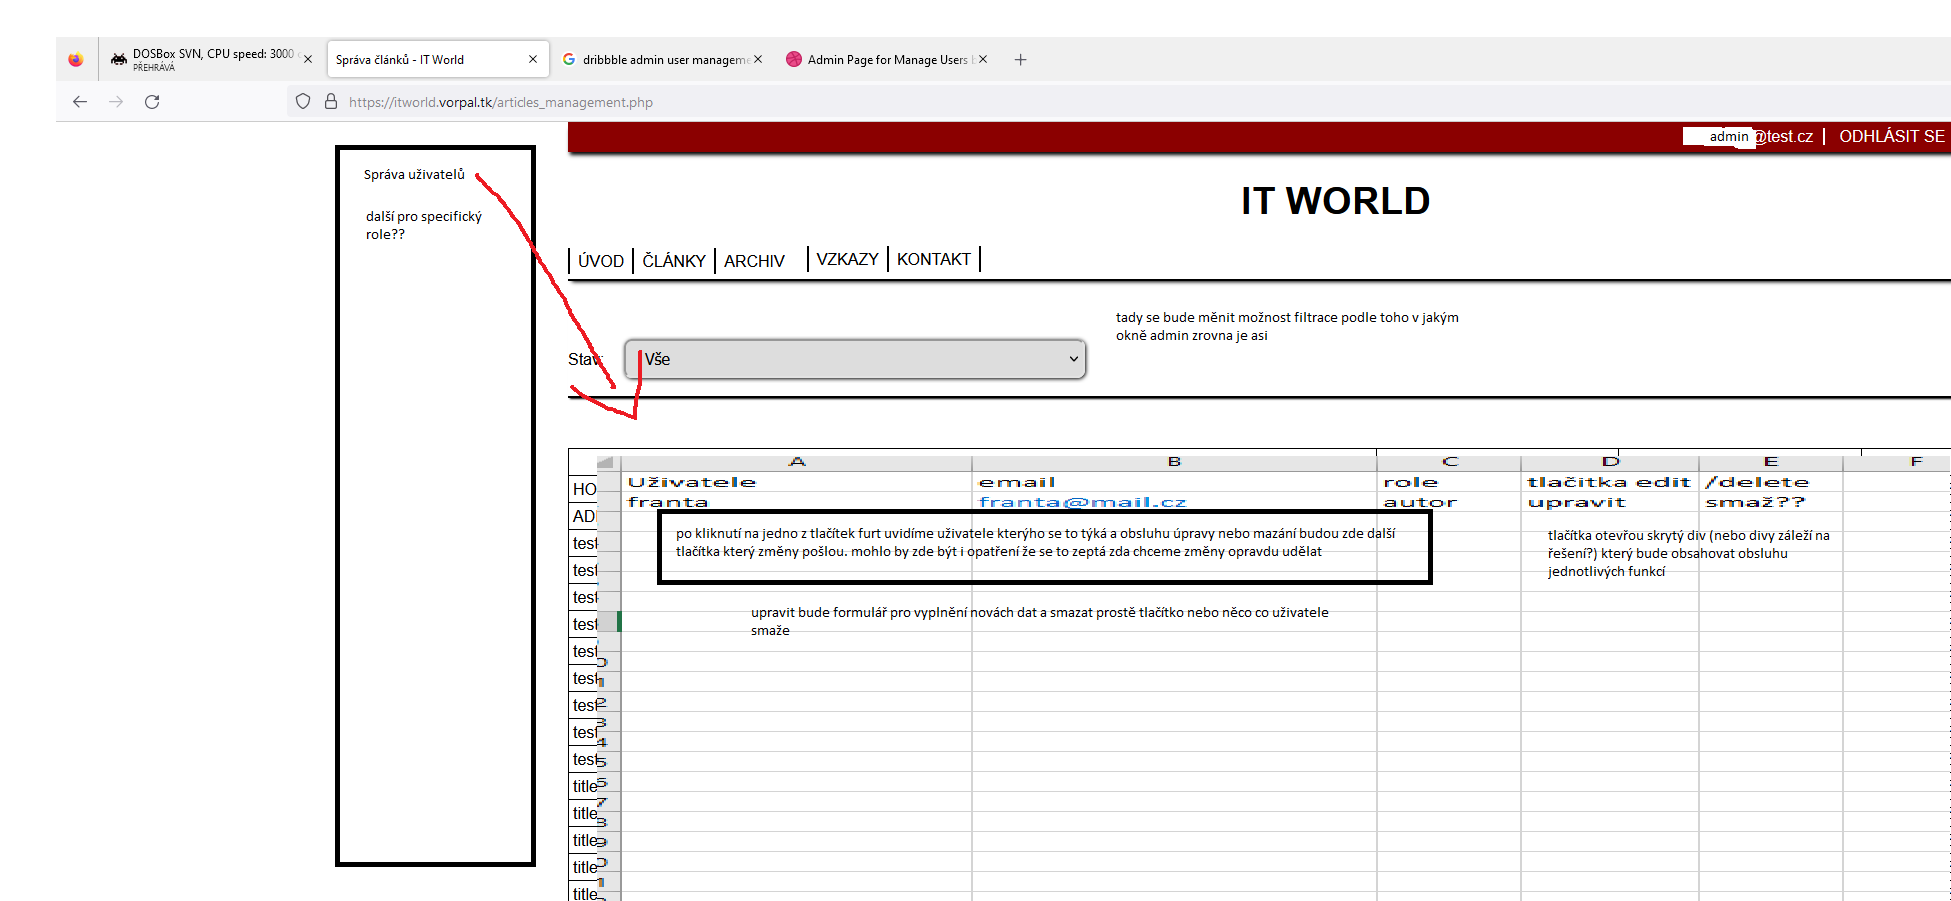 DOSBox SVN, CPU speed: 3000
PŘEHRÁVÁ
Správa článků - IT World
dribbble admin user manageme
Admin Page for Manage Users
https://itworld.vorpal.tk/articles_management.php
admin @test.cz | ODHLÁSIT SE
Správa uživatelů
další pro specifický
role??
IT WORLD
ÚVOD | ČLÁNKY | ARCHIV | VZKAZY | KONTAKT
tady se bude měnit možnost filtrace podle toho v jakým
okně admin zrovna je asi
Stav: Vše
A B C D E F
HO
Uživatele email role tlačitka edit /delete
franta franta@mail.cz autor upravit smaž??
AD
po kliknutí na jedno z tlačítek furt uvidíme uživatele kterýho se to týká a obsluhu úpravy nebo mazání budou zde další
tlačítka který změny pošlou. mohlo by zde být i opatření že se to zeptá zda chceme změny opravdu udělat
tlačítka otevřou skrytý div (nebo divy záleží na
řešení?) který bude obsahovat obsluhu
jednotlivých funkcí
upravit bude formulář pro vyplnění novách dat a smazat prostě tlačítko nebo něco co uživatele
smaže
test
test
test
test
test
test
test
test
test
title
title
title
title
title